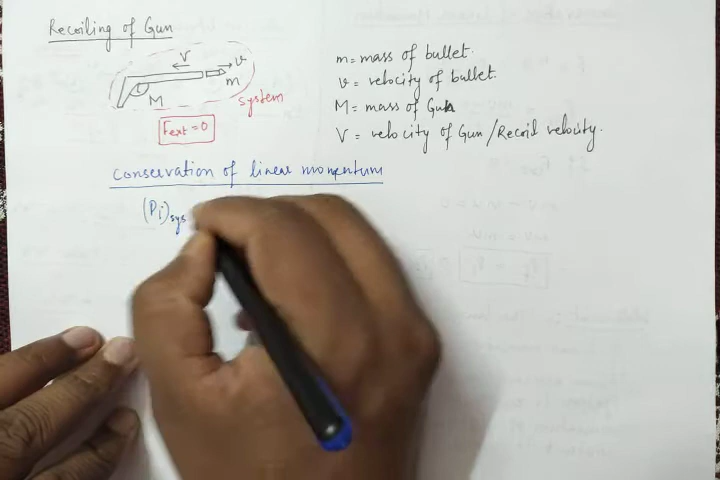 Recoiling of Gun
V
v
m
M
system
Fext = 0
m = mass of bullet.
v = velocity of bullet.
M = mass of Gun
V = velocity of Gun / Recoil velocity.
conservation of linear momentum
(Pi)sys